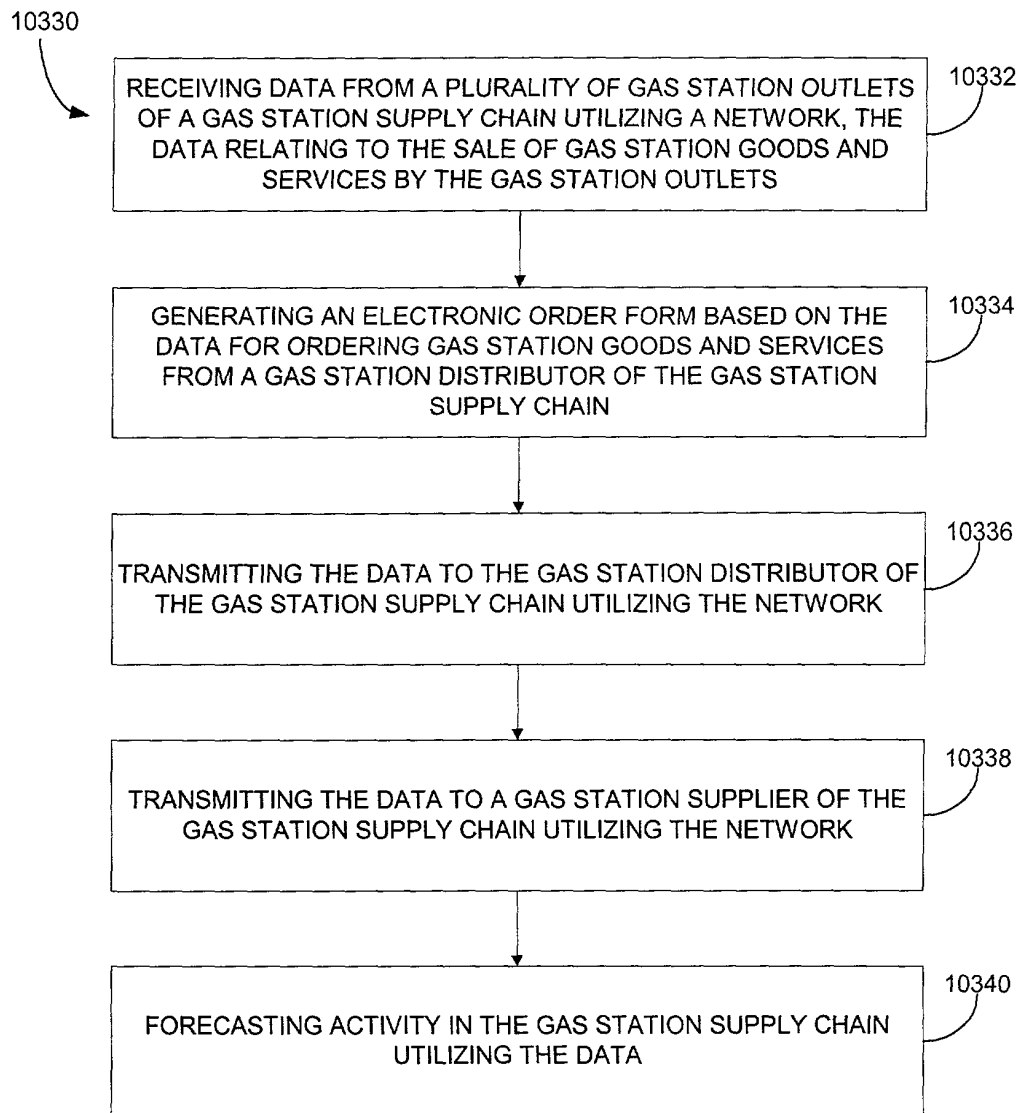 10330
10332
RECEIVING DATA FROM A PLURALITY OF GAS STATION OUTLETS
OF A GAS STATION SUPPLY CHAIN UTILIZING A NETWORK, THE
DATA RELATING TO THE SALE OF GAS STATION GOODS AND
SERVICES BY THE GAS STATION OUTLETS
10334
GENERATING AN ELECTRONIC ORDER FORM BASED ON THE
DATA FOR ORDERING GAS STATION GOODS AND SERVICES
FROM A GAS STATION DISTRIBUTOR OF THE GAS STATION
SUPPLY CHAIN
10336
TRANSMITTING THE DATA TO THE GAS STATION DISTRIBUTOR OF
THE GAS STATION SUPPLY CHAIN UTILIZING THE NETWORK
10338
TRANSMITTING THE DATA TO A GAS STATION SUPPLIER OF THE
GAS STATION SUPPLY CHAIN UTILIZING THE NETWORK
10340
FORECASTING ACTIVITY IN THE GAS STATION SUPPLY CHAIN
UTILIZING THE DATA